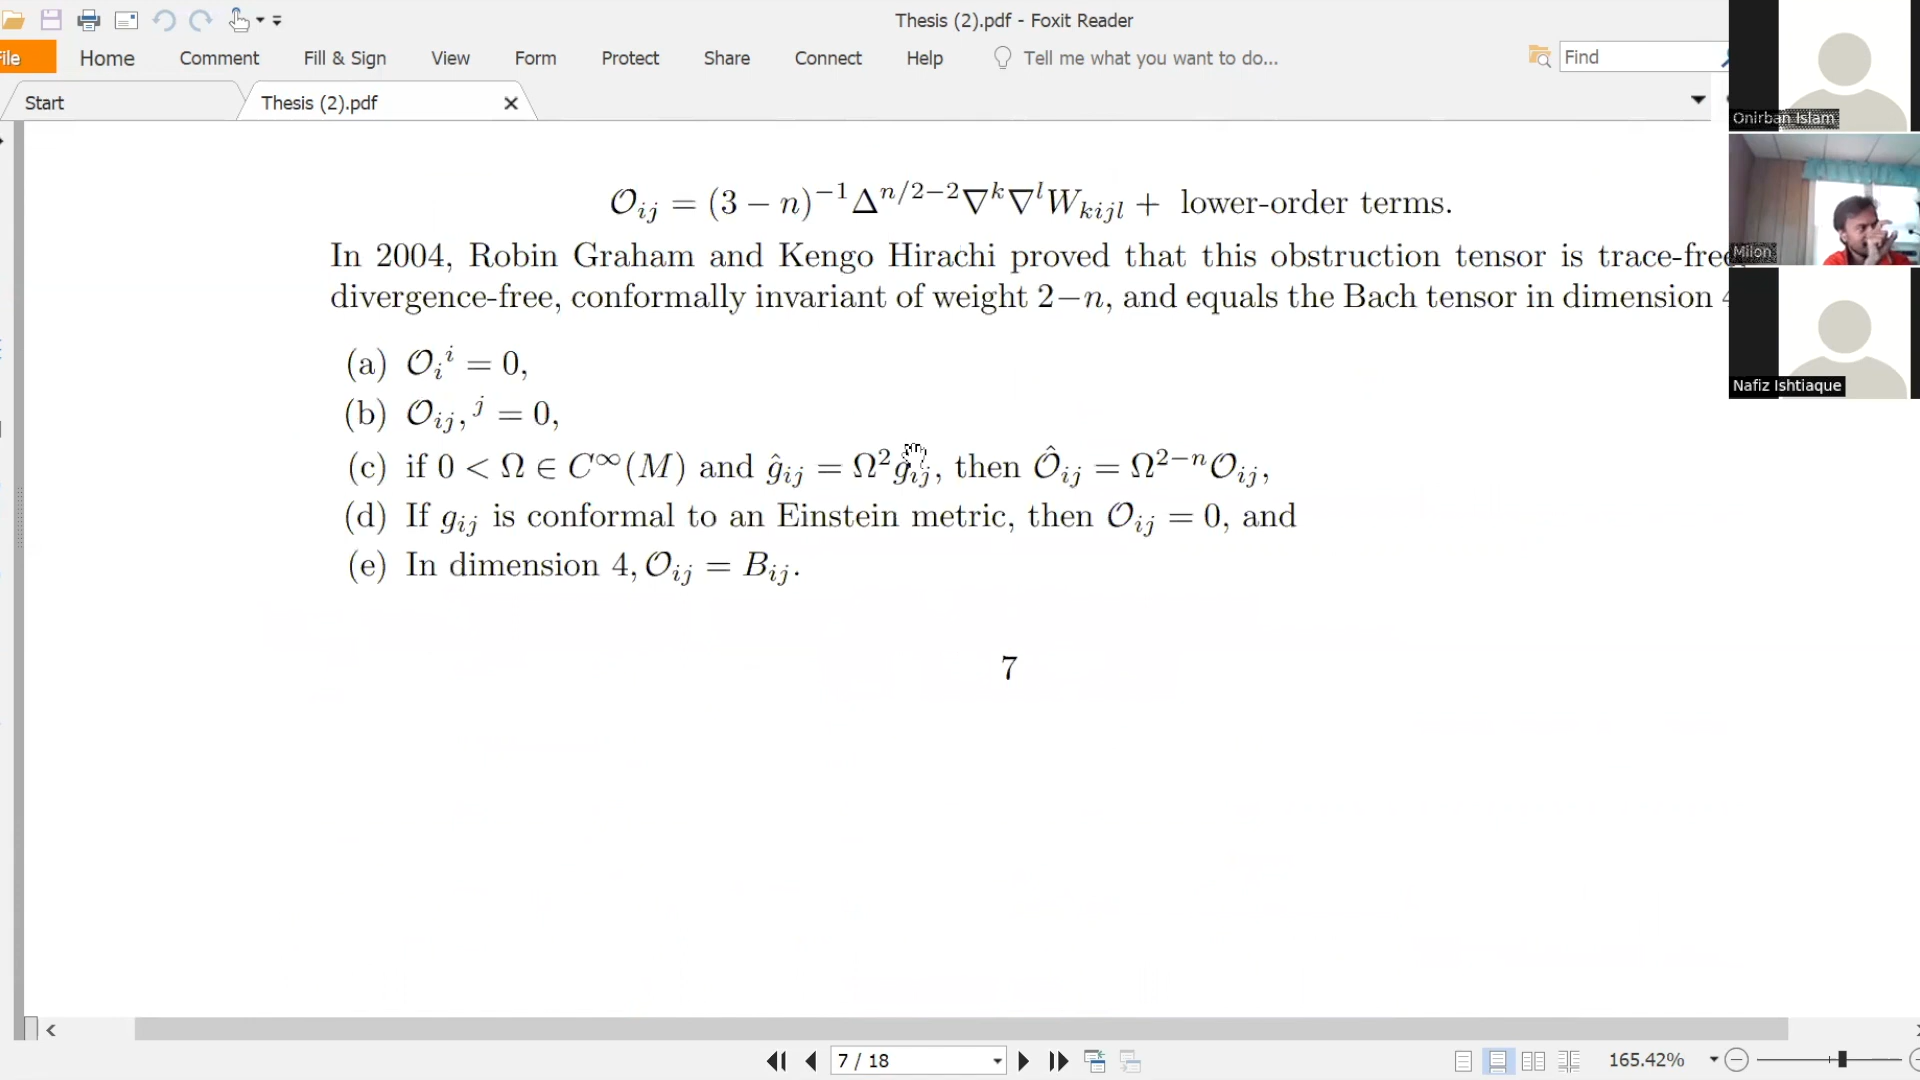 Thesis (2).pdf - Foxit Reader
File Home Comment Fill & Sign View Form Protect Share Connect Help Tell me what you want to do... Find
Start Thesis (2).pdf
Onirban Islam
Milon
Nafiz Ishtiaque
𝒪ᵢⱼ = (3 − n)⁻¹Δ^{n/2−2}∇ᵏ∇ˡW_{kijl} + lower-order terms.
In 2004, Robin Graham and Kengo Hirachi proved that this obstruction tensor is trace-free
divergence-free, conformally invariant of weight 2−n, and equals the Bach tensor in dimension 4
(a) 𝒪ᵢⁱ = 0,
(b) 𝒪ᵢⱼ,ʲ = 0,
(c) if 0 < Ω ∈ C^∞(M) and ĝᵢⱼ = Ω²gᵢⱼ, then 𝒪̂ᵢⱼ = Ω^{2−n}𝒪ᵢⱼ,
(d) If gᵢⱼ is conformal to an Einstein metric, then 𝒪ᵢⱼ = 0, and
(e) In dimension 4, 𝒪ᵢⱼ = Bᵢⱼ.
7
7 / 18 165.42%